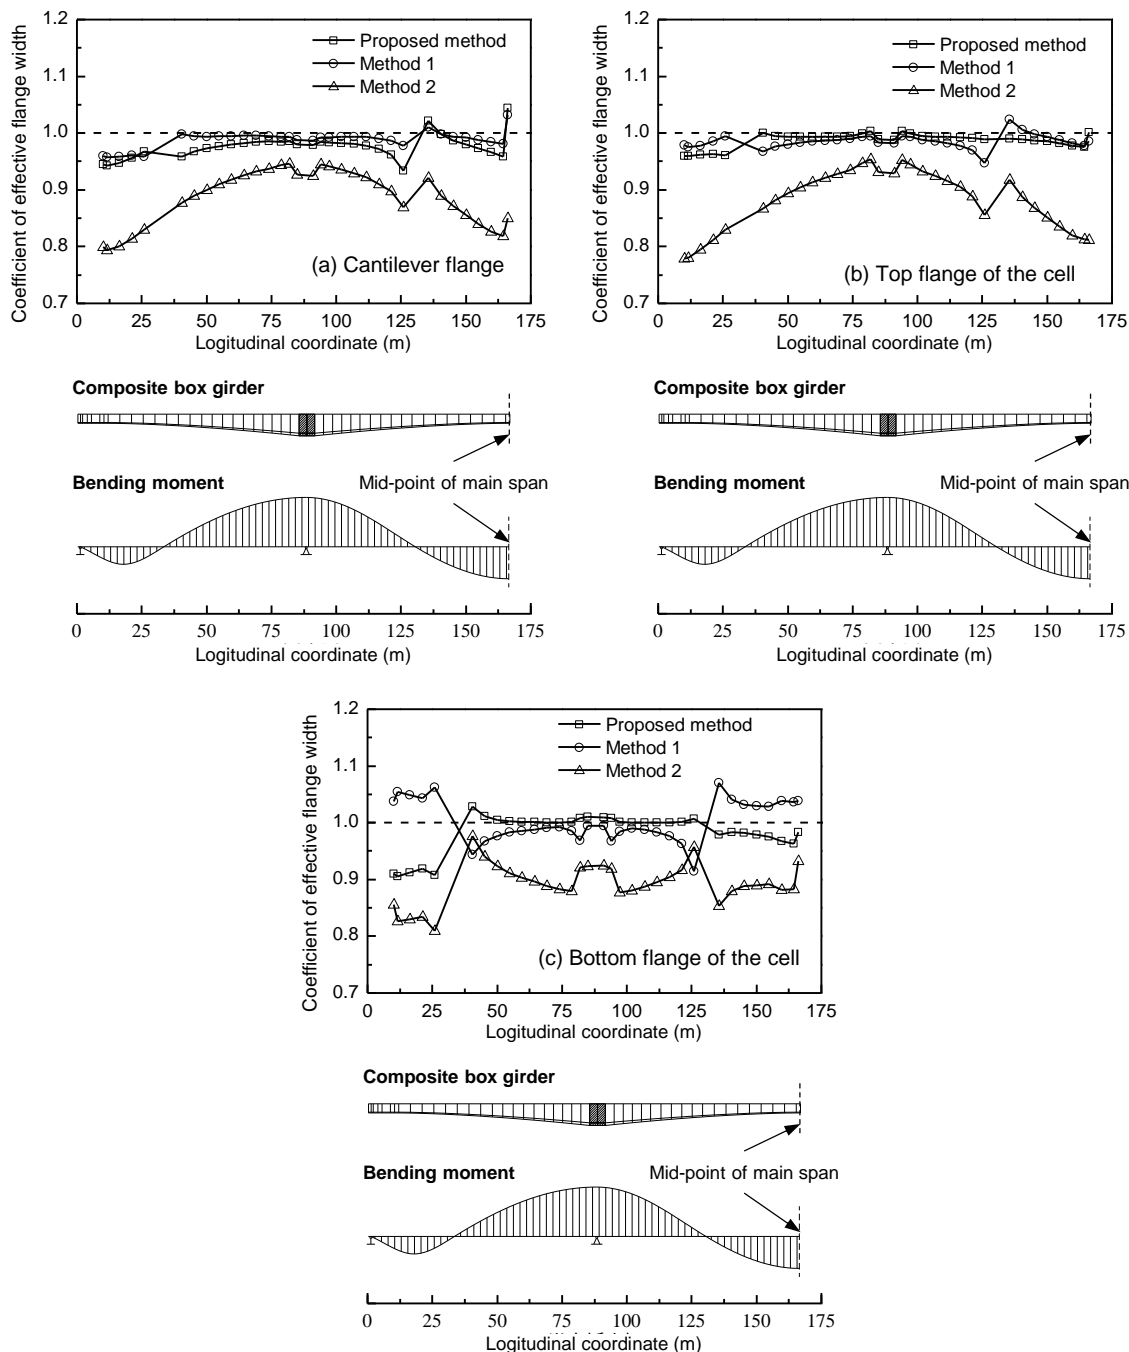 1.2
1.1
1.0
0.9
0.8
0.7
Coefficient of effective flange width
Proposed method
Method 1
Method 2
(a) Cantilever flange
0 25 50 75 100 125 150 175
Logitudinal coordinate (m)
Composite box girder
Bending moment
Mid-point of main span
0 25 50 75 100 125 150 175
Logitudinal coordinate (m)
1.2
1.1
1.0
0.9
0.8
0.7
Coefficient of effective flange width
Proposed method
Method 1
Method 2
(b) Top flange of the cell
0 25 50 75 100 125 150 175
Logitudinal coordinate (m)
Composite box girder
Bending moment
Mid-point of main span
0 25 50 75 100 125 150 175
Logitudinal coordinate (m)
1.2
1.1
1.0
0.9
0.8
0.7
Coefficient of effective flange width
Proposed method
Method 1
Method 2
(c) Bottom flange of the cell
0 25 50 75 100 125 150 175
Logitudinal coordinate (m)
Composite box girder
Bending moment
Mid-point of main span
0 25 50 75 100 125 150 175
Logitudinal coordinate (m)